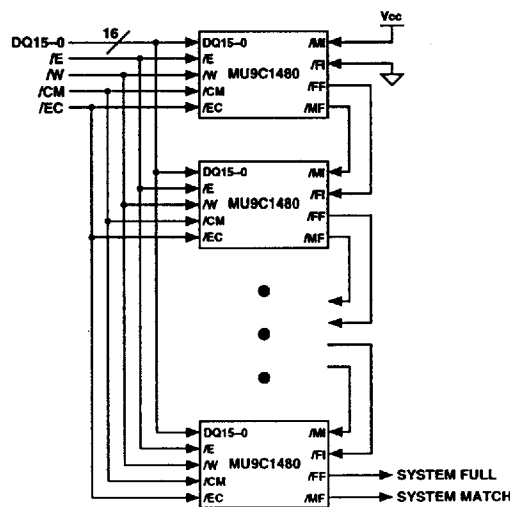 Vcc
16
DQ15–0
/E
/W
/CM
/EC
DQ15–0
/E
/W
/CM
/EC
MU9C1480
/MI
/FI
/FF
/MF
DQ15–0
/E
/W
/CM
/EC
MU9C1480
/MI
/FI
/FF
/MF
DQ15–0
/E
/W
/CM
/EC
MU9C1480
/MI
/FI
/FF
/MF
SYSTEM FULL
SYSTEM MATCH